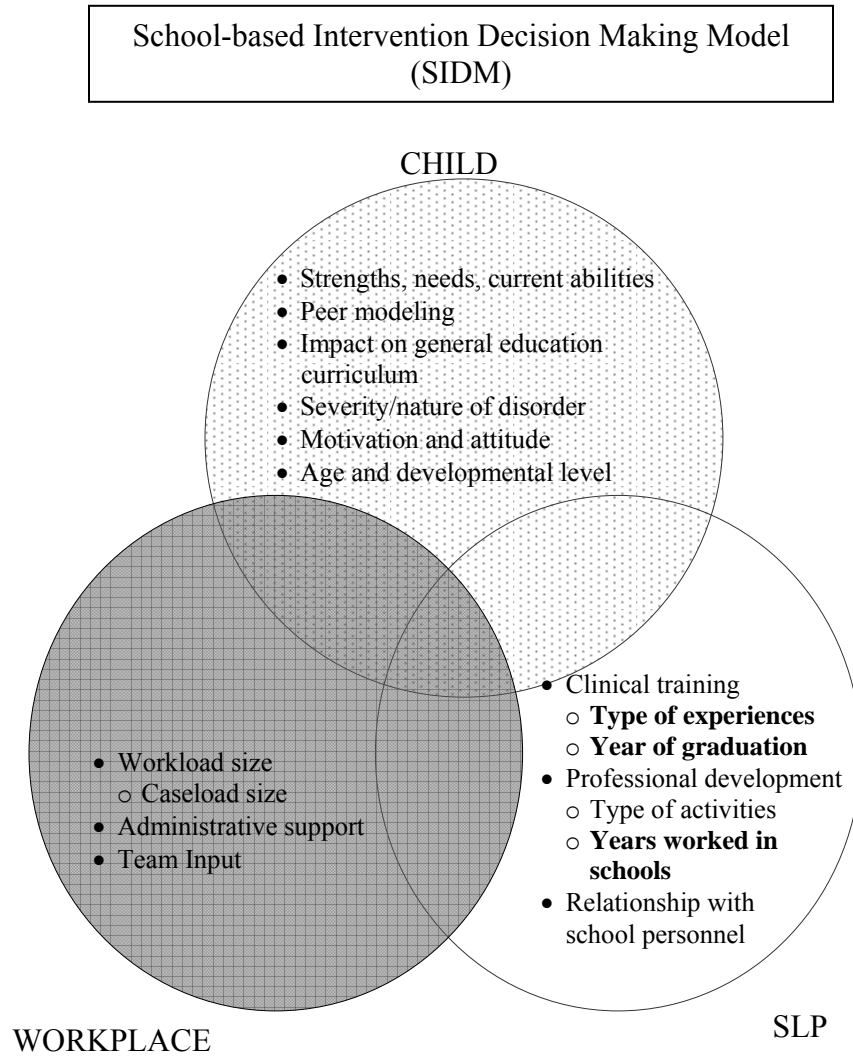 School-based Intervention Decision Making Model
(SIDM)
CHILD
• Strengths, needs, current abilities
• Peer modeling
• Impact on general education
curriculum
• Severity/nature of disorder
• Motivation and attitude
• Age and developmental level
• Workload size
o Caseload size
• Administrative support
• Team Input
• Clinical training
o Type of experiences
o Year of graduation
• Professional development
o Type of activities
o Years worked in
schools
• Relationship with
school personnel
WORKPLACE
SLP